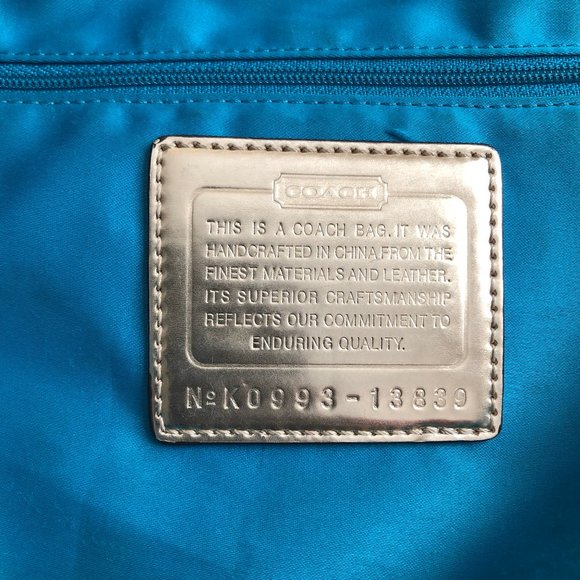 COACH
THIS IS A COACH BAG. IT WAS
HANDCRAFTED IN CHINA FROM THE
FINEST MATERIALS AND LEATHER.
ITS SUPERIOR CRAFTSMANSHIP
REFLECTS OUR COMMITMENT TO
ENDURING QUALITY.
№K0993-13839